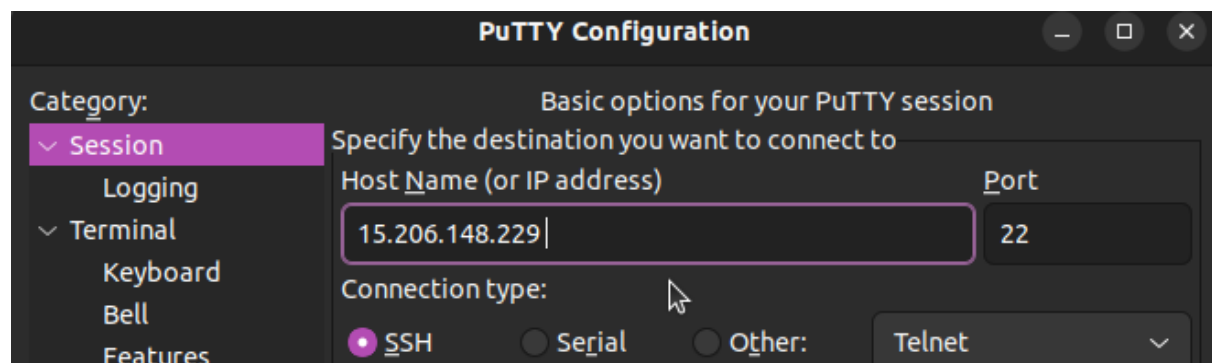 PuTTY Configuration
Category:
Session
Logging
Terminal
Keyboard
Bell
Features
Basic options for your PuTTY session
Specify the destination you want to connect to
Host Name (or IP address)
Port
15.206.148.229
22
Connection type:
SSH
Serial
Other:
Telnet